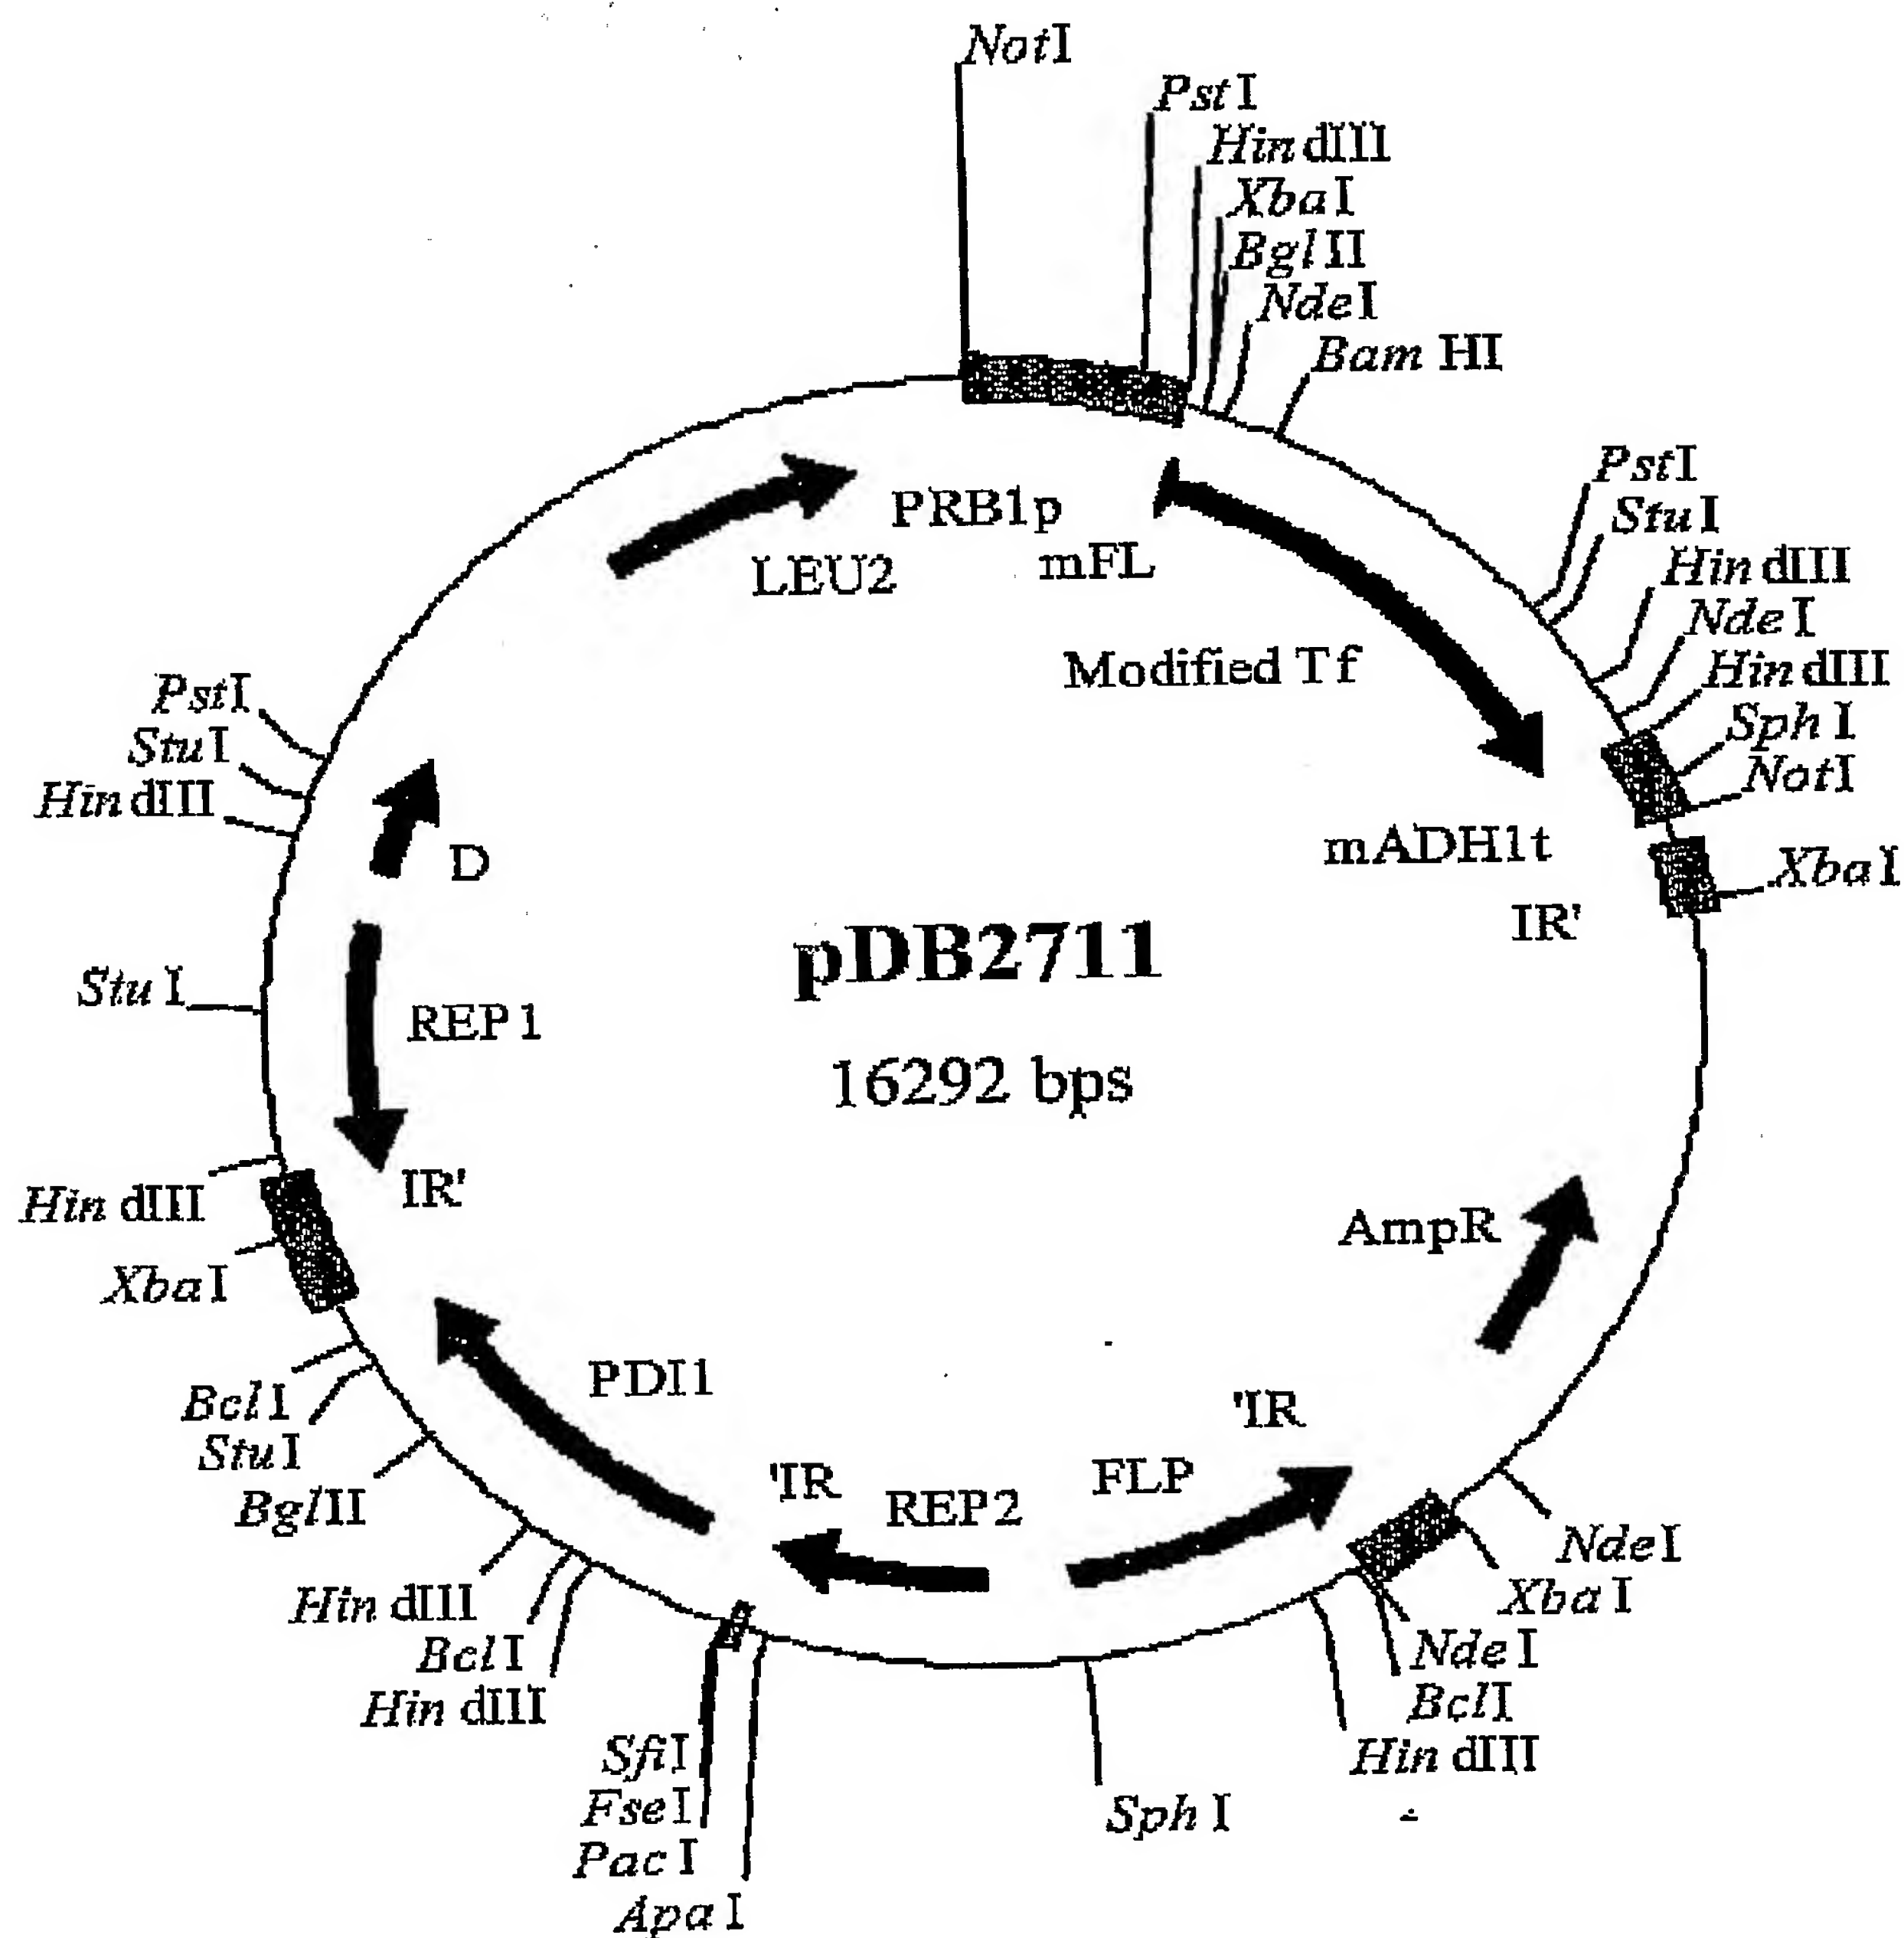 NotI
PstI
HindIII
XbaI
BglII
NdeI
Bam HI
PstI
StuI
HindIII
NdeI
HindIII
SphI
NotI
XbaI
PRB1p
LEU2
mFL
Modified Tf
mADH1t
IR'
PstI
StuI
HindIII
D
StuI
REP1
pDB2711
16292 bps
HindIII
IR'
XbaI
AmpR
BclI
StuI
BglII
PDI1
'IR
REP2
FLP
'IR
NdeI
XbaI
NdeI
BclI
HindIII
HindIII
BclI
HindIII
SfiI
FseI
PacI
ApaI
SphI